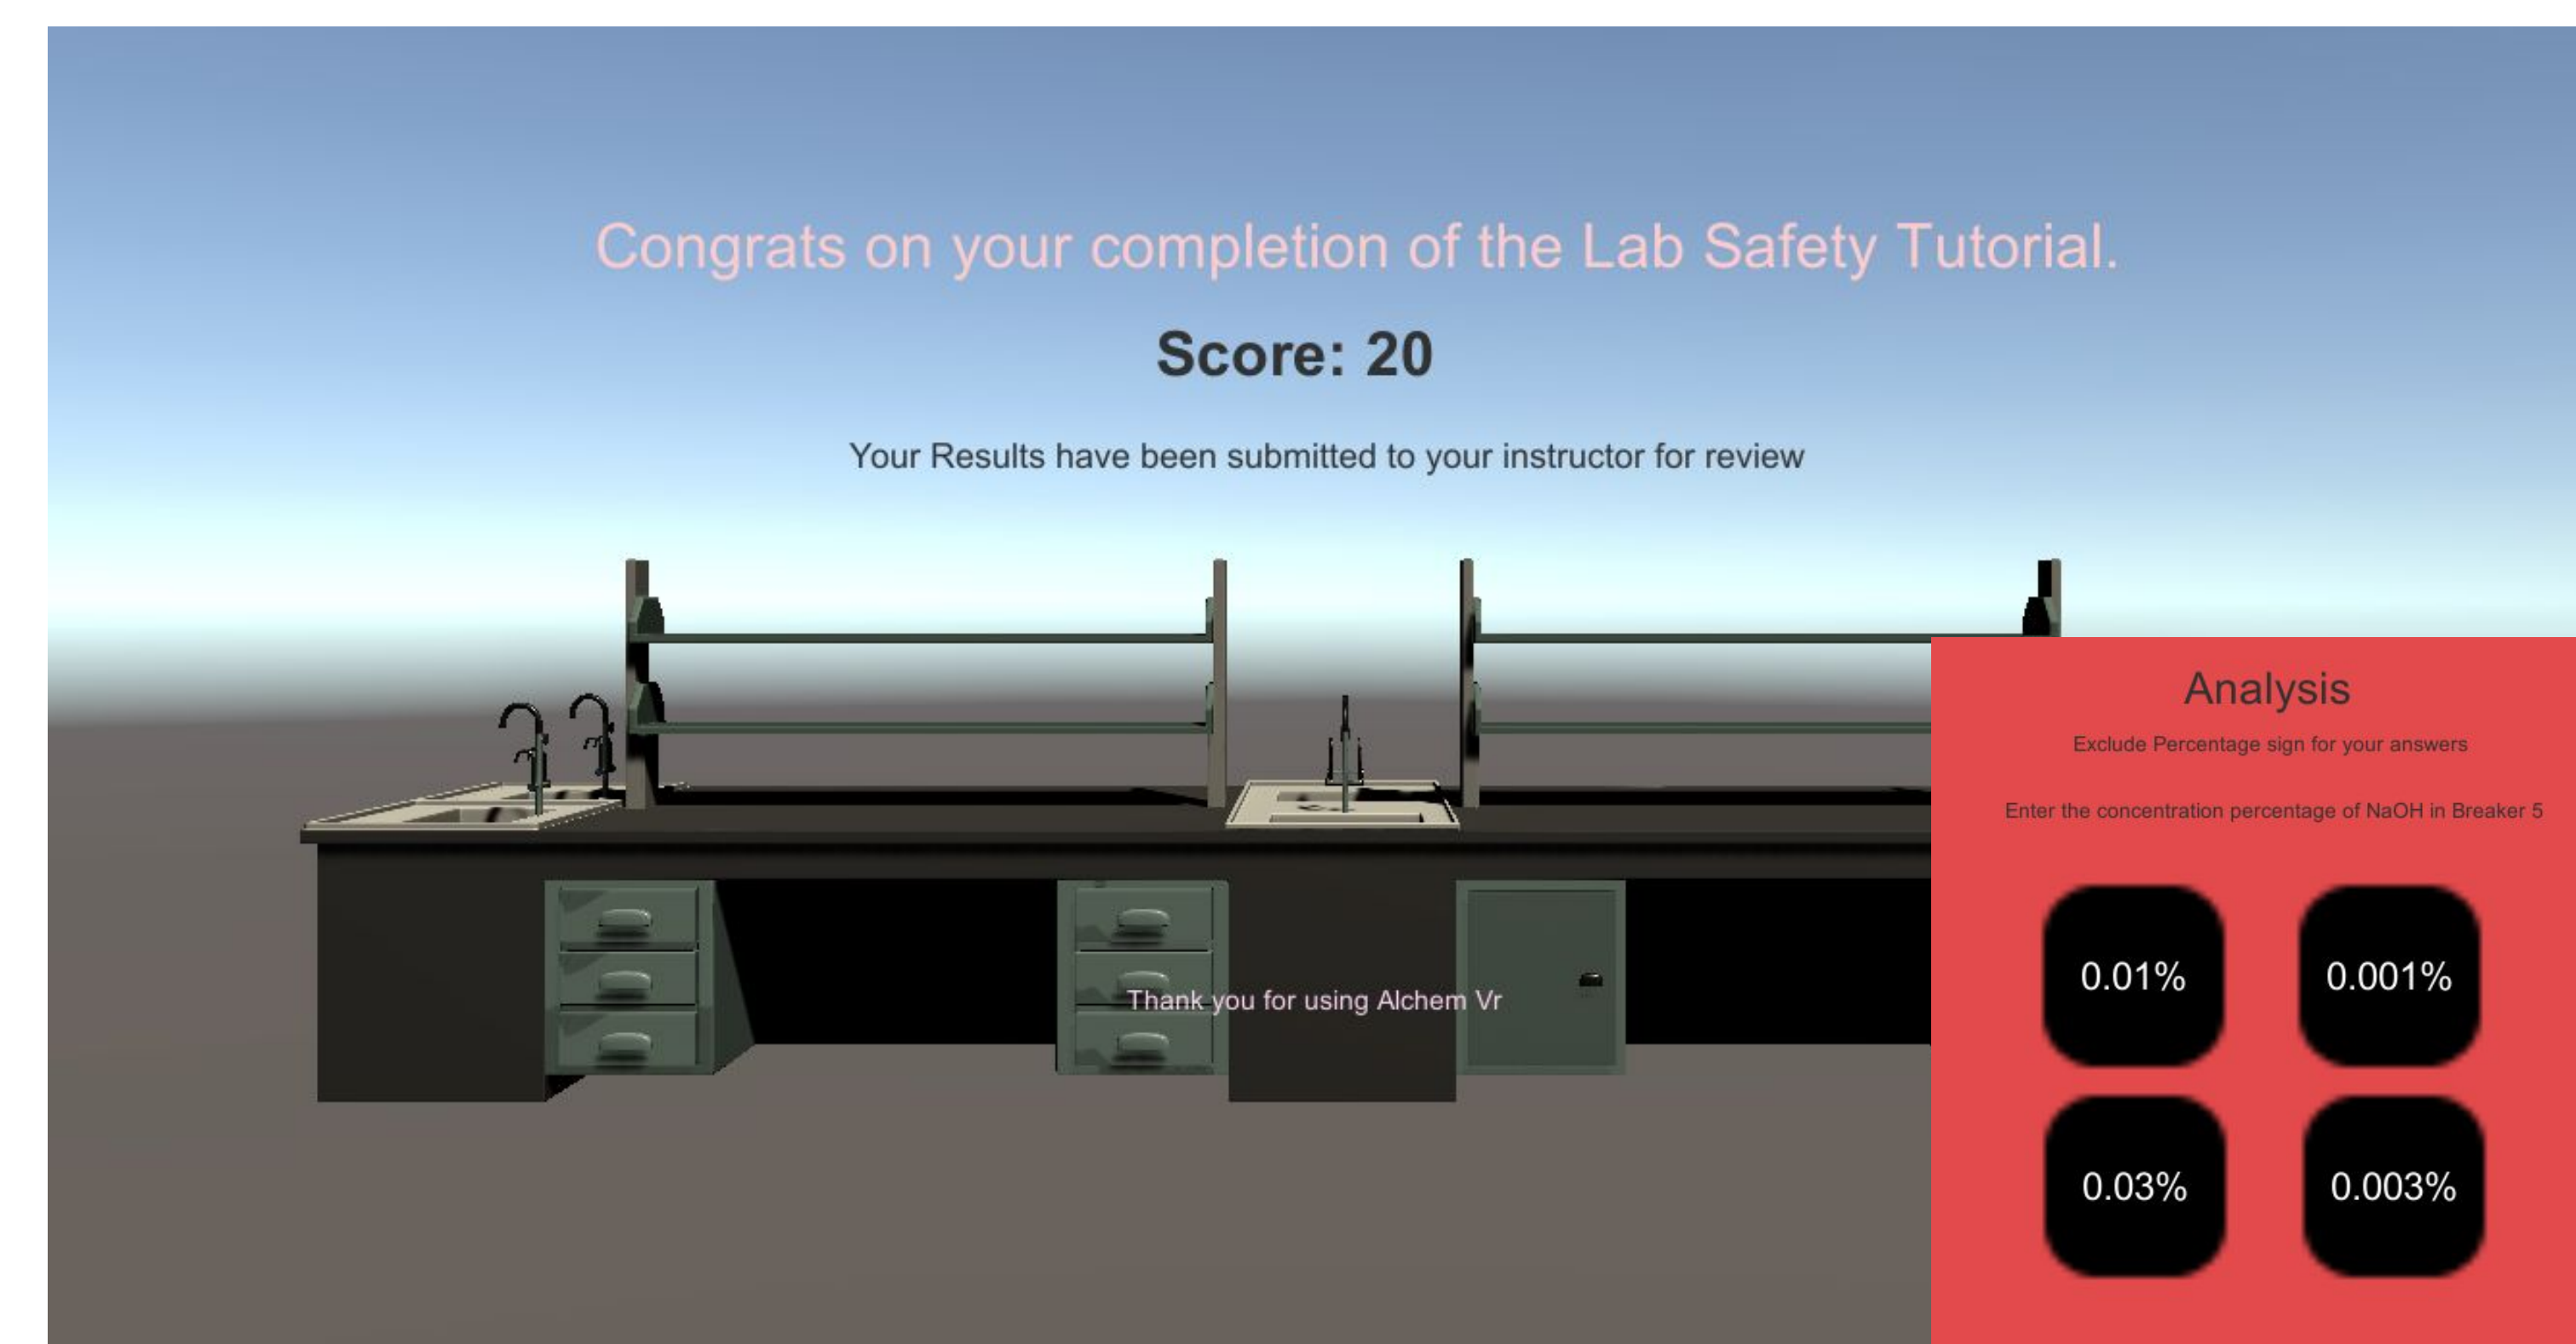 Congrats on your completion of the Lab Safety Tutorial.
Score: 20
Your Results have been submitted to your instructor for review
Thank you for using Alchem Vr
Analysis
Exclude Percentage sign for your answers
Enter the concentration percentage of NaOH in Breaker 5
0.01% 0.001%
0.03% 0.003%